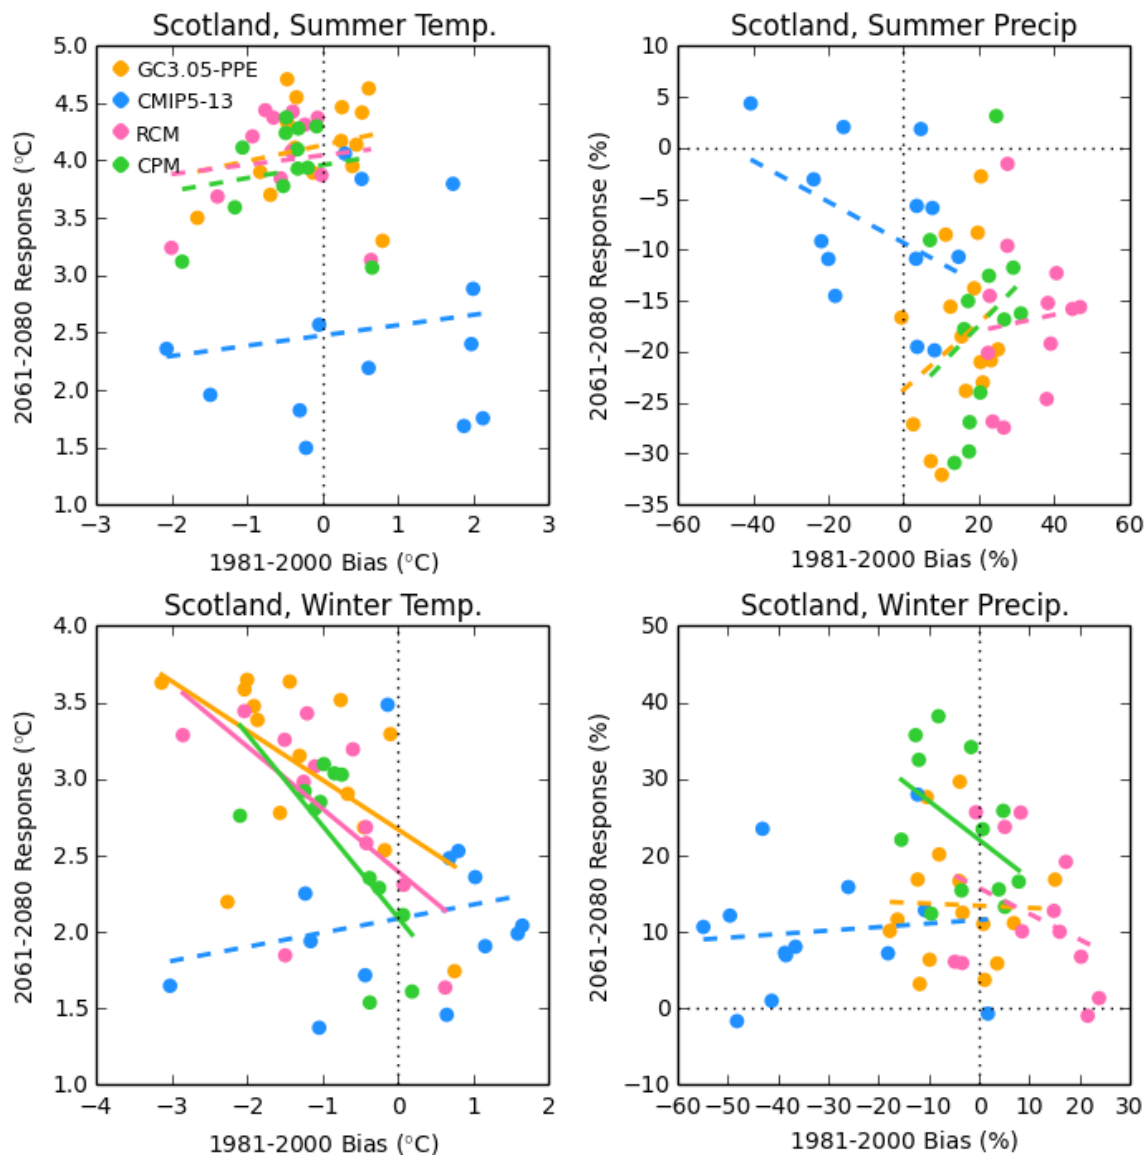 Scotland, Summer Temp.
5.0
4.5
4.0
3.5
3.0
2.5
2.0
1.5
1.0
2061-2080 Response (°C)
GC3.05-PPE
CMIP5-13
RCM
CPM
−3 −2 −1 0 1 2 3
1981-2000 Bias (°C)
Scotland, Summer Precip
10
5
0
−5
−10
−15
−20
−25
−30
−35
2061-2080 Response (%)
−60 −40 −20 0 20 40 60
1981-2000 Bias (%)
Scotland, Winter Temp.
4.0
3.5
3.0
2.5
2.0
1.5
1.0
2061-2080 Response (°C)
−4 −3 −2 −1 0 1 2
1981-2000 Bias (°C)
Scotland, Winter Precip.
50
40
30
20
10
0
−10
2061-2080 Response (%)
−60 −50 −40 −30 −20 −10 0 10 20 30
1981-2000 Bias (%)